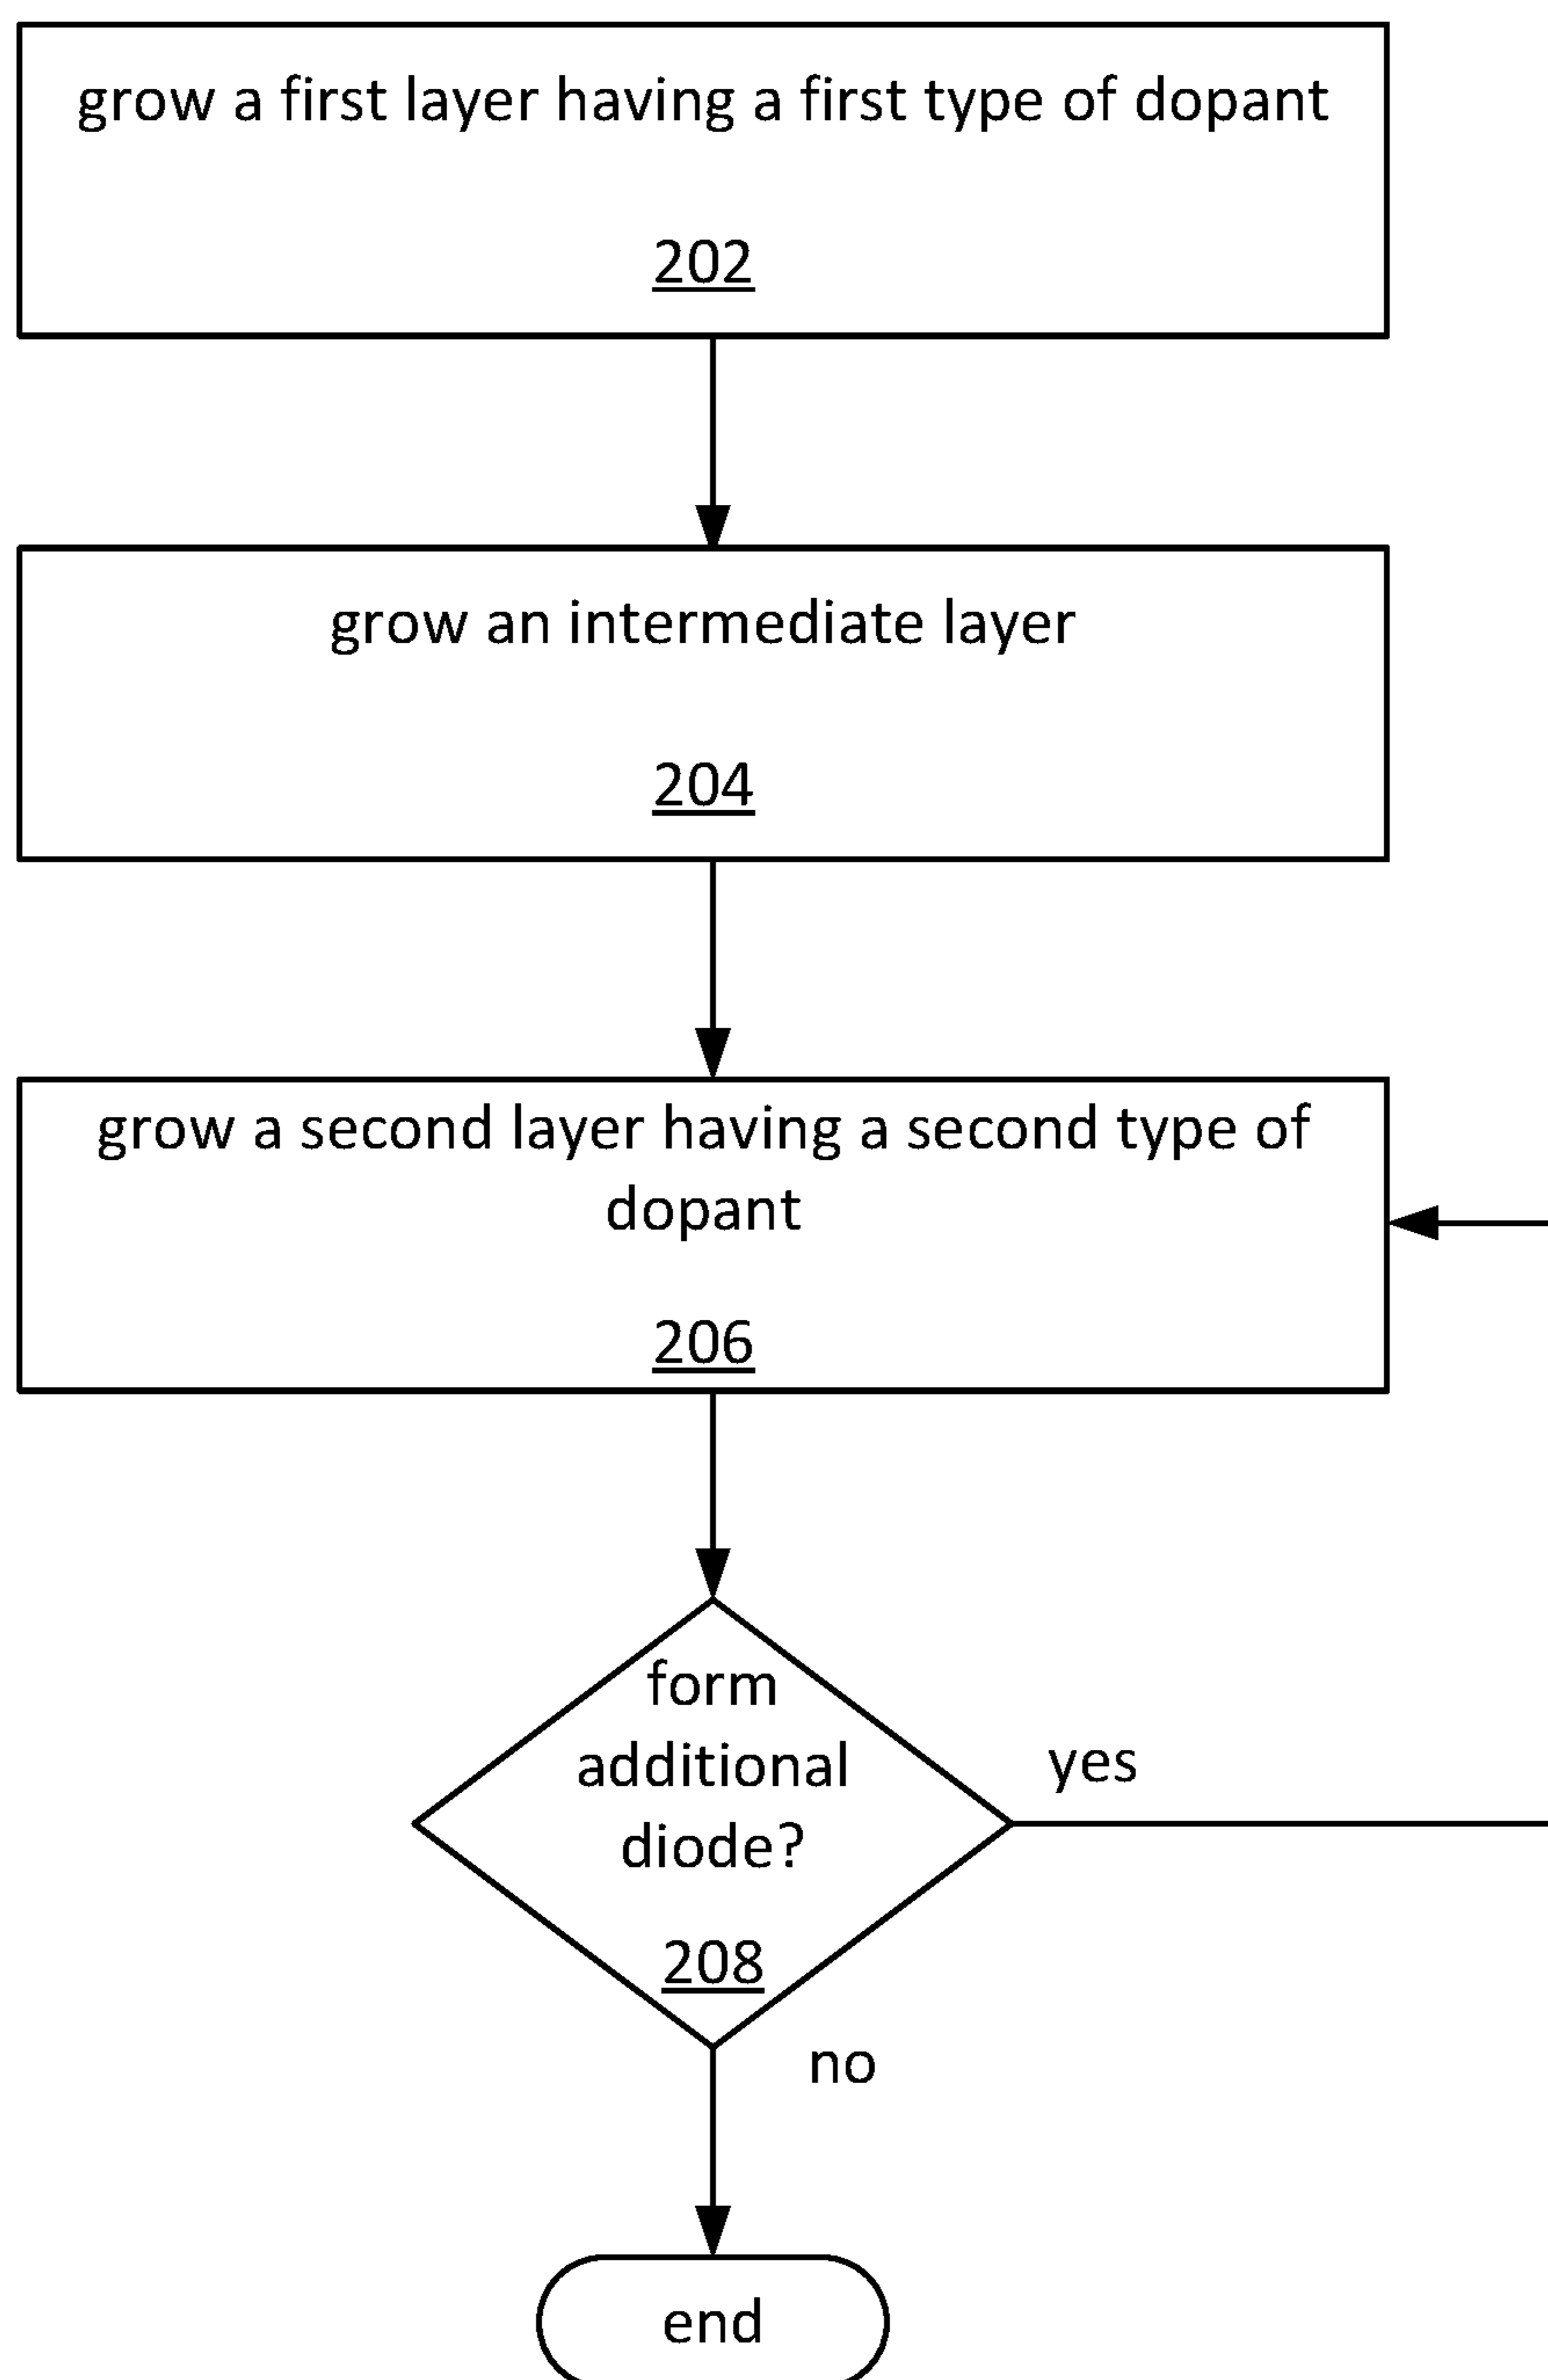 grow a first layer having a first type of dopant
202
grow an intermediate layer
204
grow a second layer having a second type of
dopant
206
form
additional
diode?
208
yes
no
end